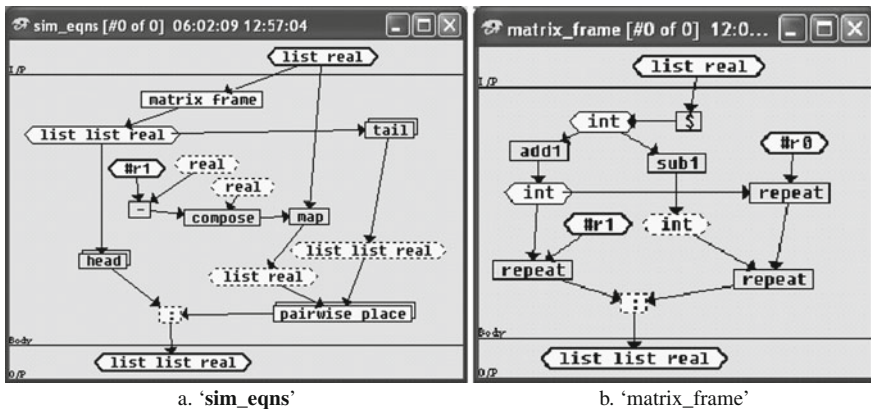 sim_eqns [#0 of 0] 06:02:09 12:57:04
list real
I/P
matrix frame
list list real
tail
#r1
real
real
-
compose
map
list list real
head
list real
pairwise place
:
Body
list list real
O/P
a. 'sim_eqns'
matrix_frame [#0 of 0] 12:0...
list real
I/P
int
$
add1
sub1
#r0
int
repeat
#r1
int
repeat
repeat
:
Body
list list real
O/P
b. 'matrix_frame'